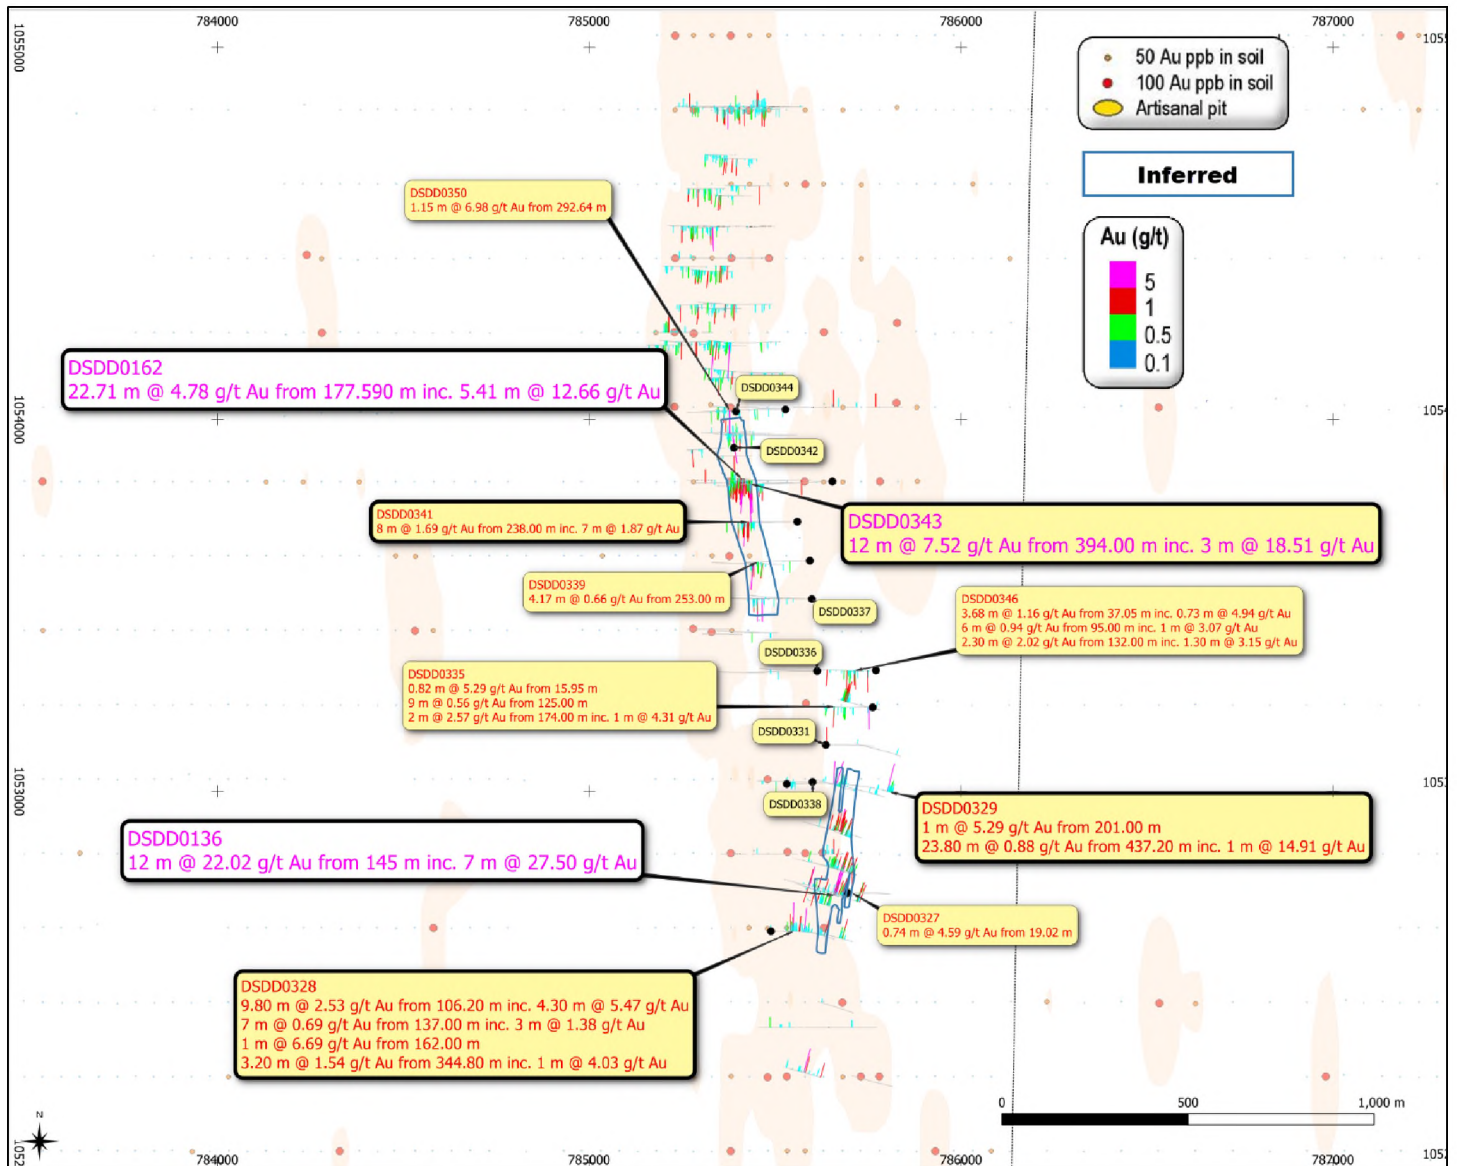 784000
785000
786000
787000
1055000
105
50 Au ppb in soil
100 Au ppb in soil
Artisanal pit
Inferred
Au (g/t)
5
1
0.5
0.1
DSDD0350
1.15 m @ 6.98 g/t Au from 292.64 m
DSDD0162
22.71 m @ 4.78 g/t Au from 177.590 m inc. 5.41 m @ 12.66 g/t Au
DSDD0344
1054000
1054
DSDD0342
DSDD0341
8 m @ 1.69 g/t Au from 238.00 m inc. 7 m @ 1.87 g/t Au
DSDD0343
12 m @ 7.52 g/t Au from 394.00 m inc. 3 m @ 18.51 g/t Au
DSDD0339
4.17 m @ 0.66 g/t Au from 253.00 m
DSDD0337
DSDD0346
3.68 m @ 1.16 g/t Au from 37.05 m inc. 0.73 m @ 4.94 g/t Au
6 m @ 0.94 g/t Au from 95.00 m inc. 1 m @ 3.07 g/t Au
2.30 m @ 2.02 g/t Au from 132.00 m inc. 1.30 m @ 3.15 g/t Au
DSDD0336
DSDD0335
0.82 m @ 5.29 g/t Au from 15.95 m
9 m @ 0.56 g/t Au from 125.00 m
2 m @ 2.57 g/t Au from 174.00 m inc. 1 m @ 4.31 g/t Au
DSDD0331
1053000
105
DSDD0338
DSDD0329
1 m @ 5.29 g/t Au from 201.00 m
23.80 m @ 0.88 g/t Au from 437.20 m inc. 1 m @ 14.91 g/t Au
DSDD0136
12 m @ 22.02 g/t Au from 145 m inc. 7 m @ 27.50 g/t Au
DSDD0327
0.74 m @ 4.59 g/t Au from 19.02 m
DSDD0328
9.80 m @ 2.53 g/t Au from 106.20 m inc. 4.30 m @ 5.47 g/t Au
7 m @ 0.69 g/t Au from 137.00 m inc. 3 m @ 1.38 g/t Au
1 m @ 6.69 g/t Au from 162.00 m
3.20 m @ 1.54 g/t Au from 344.80 m inc. 1 m @ 4.03 g/t Au
0
500
1,000 m
N
1052
105
784000
785000
786000
787000